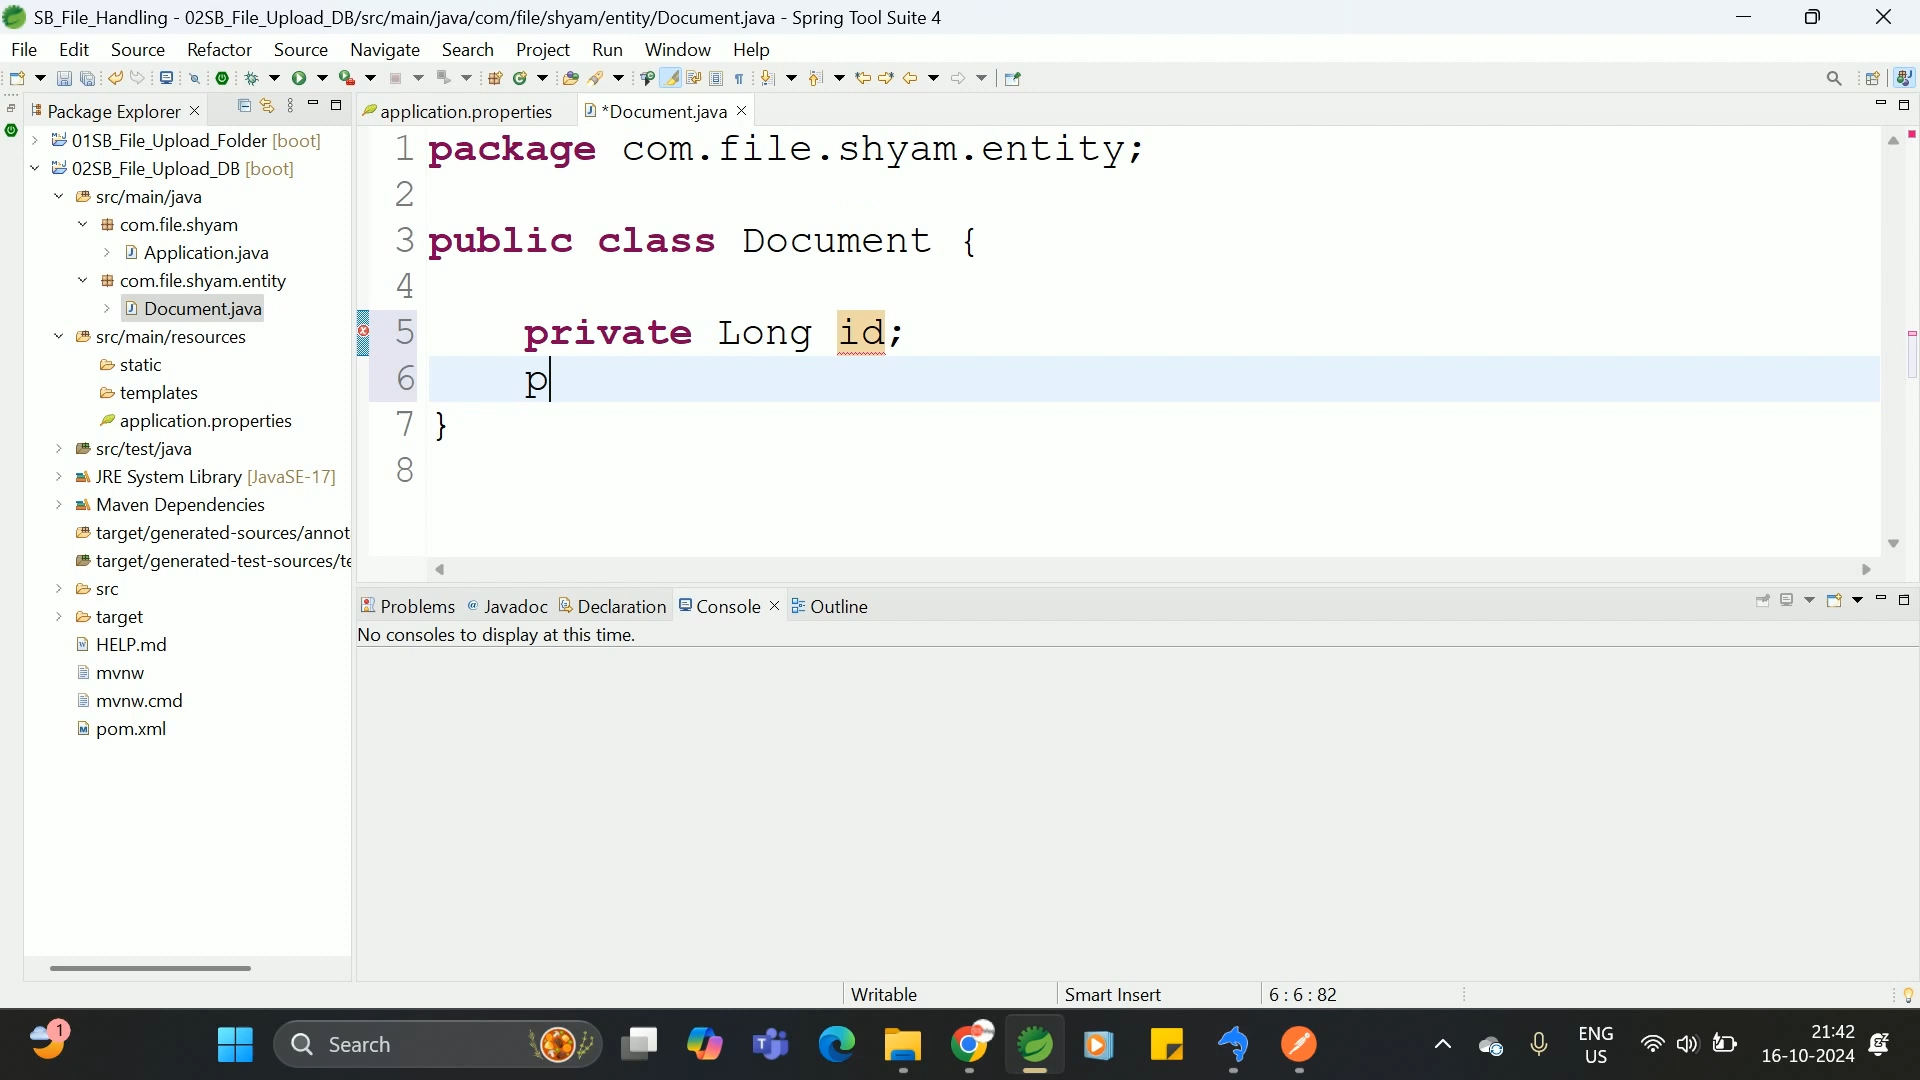 SB_File_Handling - 02SB_File_Upload_DB/src/main/java/com/file/shyam/entity/Document.java - Spring Tool Suite 4
File Edit Source Refactor Source Navigate Search Project Run Window Help
Package Explorer
01SB_File_Upload_Folder [boot]
02SB_File_Upload_DB [boot]
src/main/java
com.file.shyam
Application.java
com.file.shyam.entity
Document.java
src/main/resources
static
templates
application.properties
src/test/java
JRE System Library [JavaSE-17]
Maven Dependencies
target/generated-sources/annot
target/generated-test-sources/te
src
target
HELP.md
mvnw
mvnw.cmd
pom.xml
application.properties *Document.java
1 package com.file.shyam.entity;
2
3 public class Document {
4
5 private Long id;
6 p
7 }
8
Problems Javadoc Declaration Console Outline
No consoles to display at this time.
Writable Smart Insert 6 : 6 : 82
1
Search
ENG
US
21:42
16-10-2024